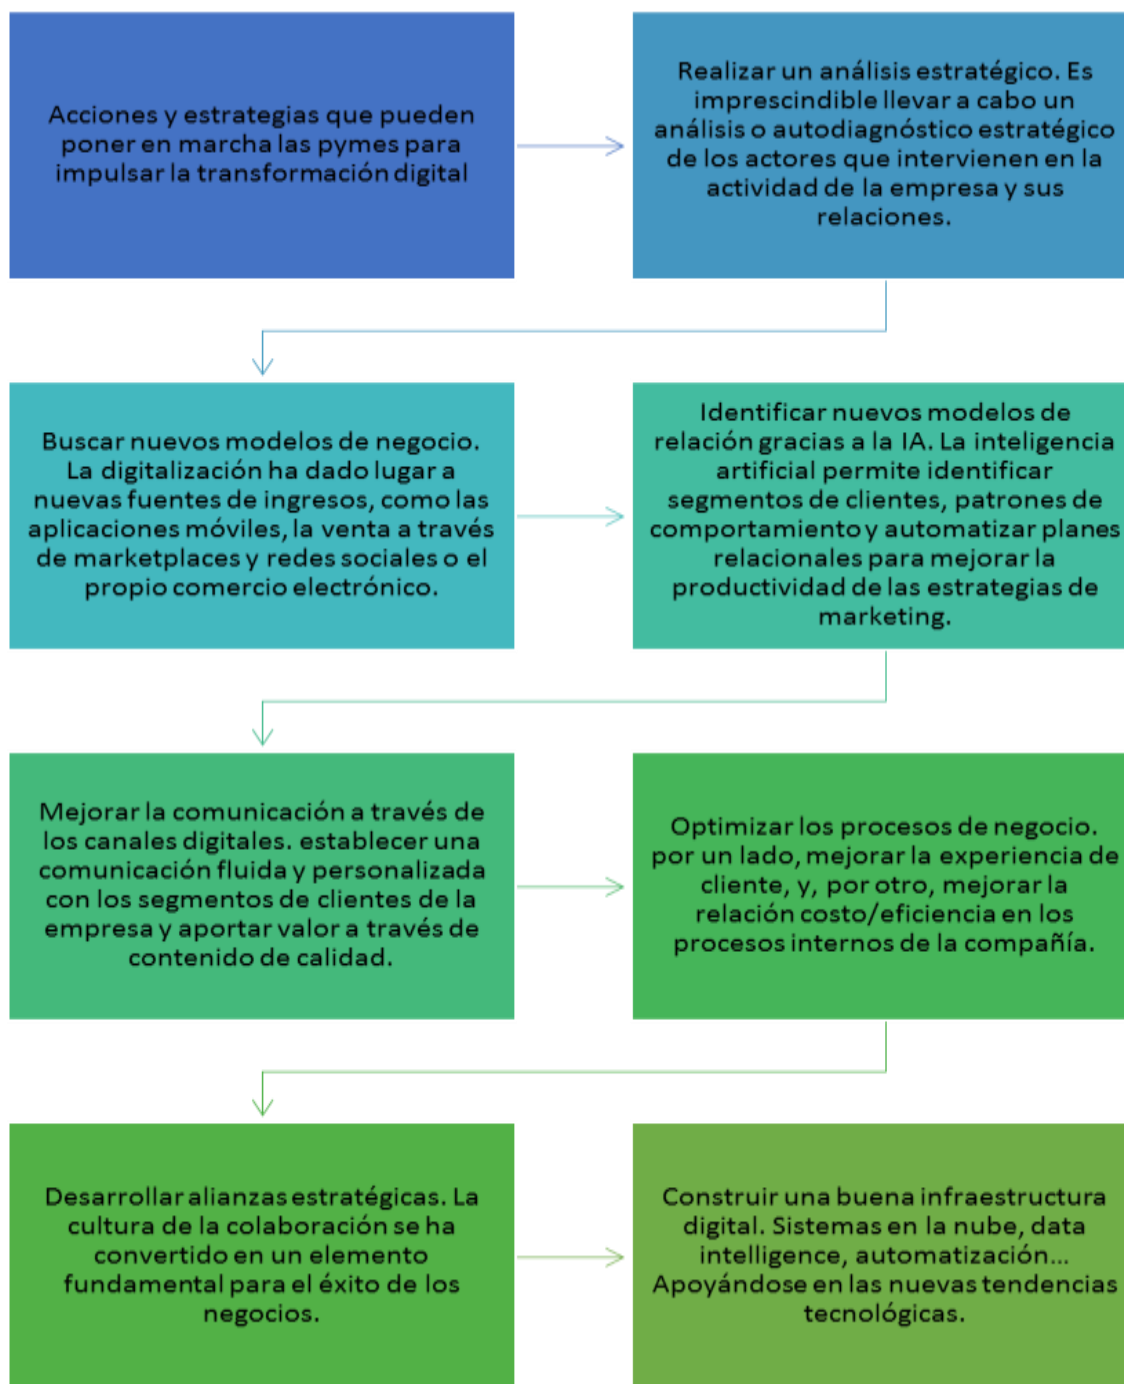 Acciones y estrategias que pueden
poner en marcha las pymes para
impulsar la transformación digital
Realizar un análisis estratégico. Es
imprescindible llevar a cabo un
análisis o autodiagnóstico estratégico
de los actores que intervienen en la
actividad de la empresa y sus
relaciones.
Buscar nuevos modelos de negocio.
La digitalización ha dado lugar a
nuevas fuentes de ingresos, como las
aplicaciones móviles, la venta a través
de marketplaces y redes sociales o el
propio comercio electrónico.
Identificar nuevos modelos de
relación gracias a la IA. La inteligencia
artificial permite identificar
segmentos de clientes, patrones de
comportamiento y automatizar planes
relacionales para mejorar la
productividad de las estrategias de
marketing.
Mejorar la comunicación a través de
los canales digitales. establecer una
comunicación fluida y personalizada
con los segmentos de clientes de la
empresa y aportar valor a través de
contenido de calidad.
Optimizar los procesos de negocio.
por un lado, mejorar la experiencia de
cliente, y, por otro, mejorar la
relación costo/eficiencia en los
procesos internos de la compañía.
Desarrollar alianzas estratégicas. La
cultura de la colaboración se ha
convertido en un elemento
fundamental para el éxito de los
negocios.
Construir una buena infraestructura
digital. Sistemas en la nube, data
intelligence, automatización...
Apoyándose en las nuevas tendencias
tecnológicas.